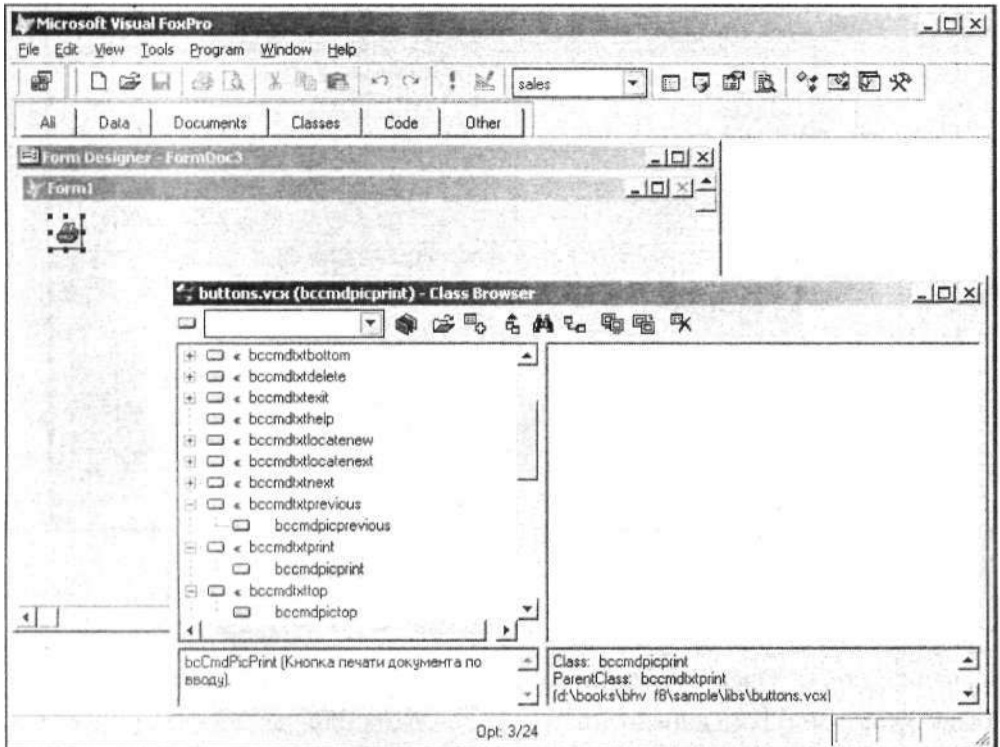 Microsoft Visual FoxPro
File Edit View Tools Program Window Help
sales
All Data Documents Classes Code Other
Form Designer - FormDoc3
Form1
buttons.vcx (bccmdpicprint) - Class Browser
« bccmdtxtbottom
« bccmdtxtdelete
« bccmdtxtexit
« bccmdtxthelp
« bccmdtxtlocatenew
« bccmdtxtlocatenext
« bccmdtxtnext
« bccmdtxtprevious
bccmdpicprevious
« bccmdtxtprint
bccmdpicprint
« bccmdtxttop
bccmdpictop
bcCmdPicPrint (Кнопка печати документа по
вводу).
Class: bccmdpicprint
ParentClass: bccmdtxtprint
[d:\books\bhv_f8\sample\libs\buttons.vcx]
Opt: 3/24